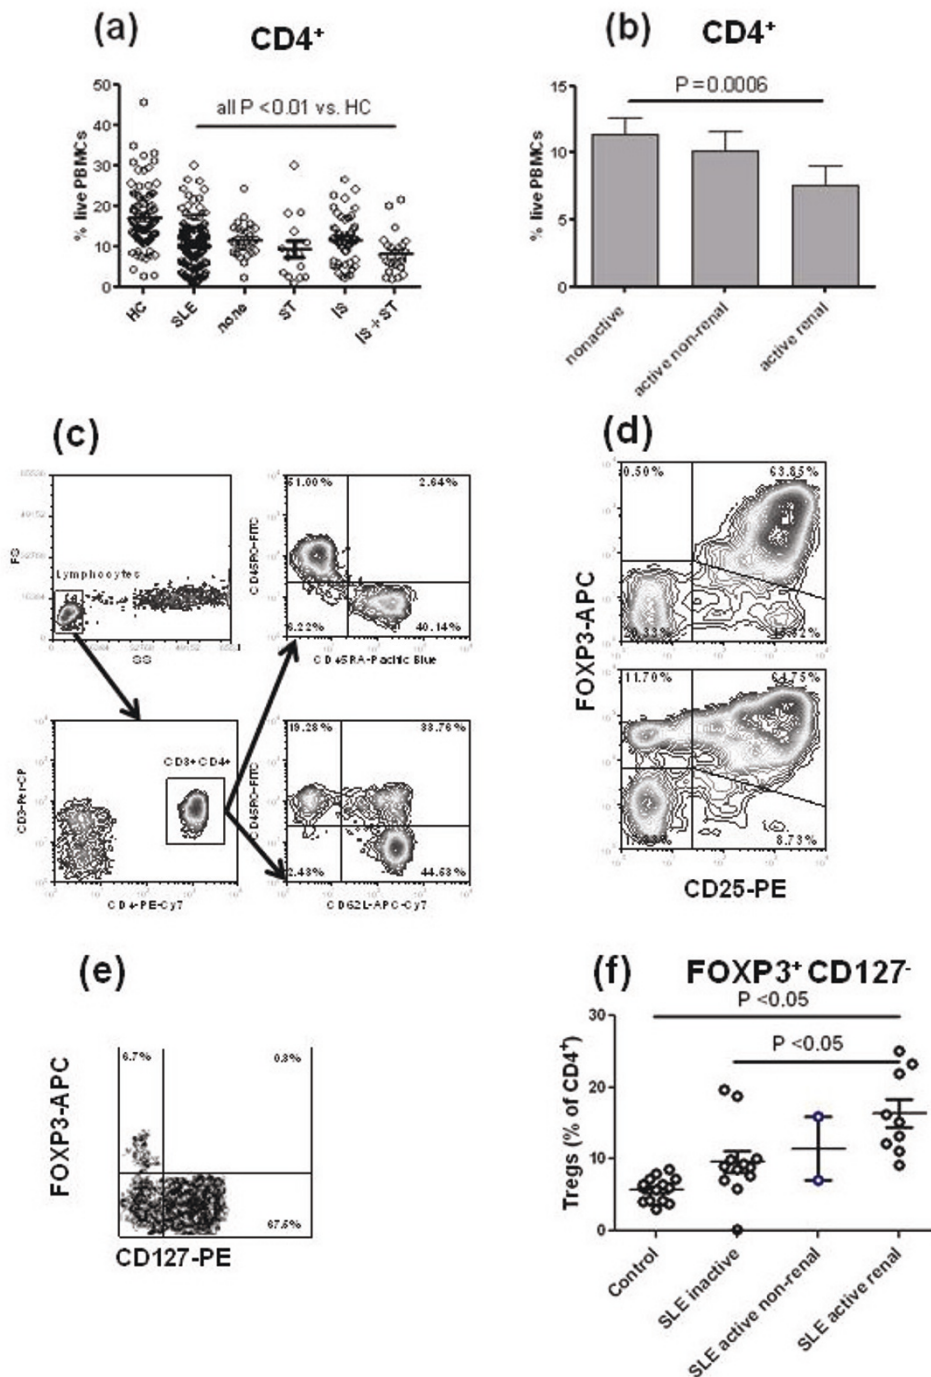 (a)
CD4⁺
all P <0.01 vs. HC
% live PBMCs
50
40
30
20
10
0
HC
SLE
none
ST
IS
IS + ST
(b)
CD4⁺
P = 0.0006
% live PBMCs
15
10
5
0
nonactive
active non-renal
active renal
(c)
FS
Lymphocytes
SS
51.00%
2.64%
CD45RO-FITC
6.22%
40.14%
CD45RA-Pacific Blue
CD3-Per-CP
CD3+CD4+
CD4-PE-Cy7
19.28%
33.76%
CD45RO-FITC
2.43%
44.53%
CD62L-APC-Cy7
(d)
0.50%
63.85%
FOXP3-APC
11.70%
64.75%
8.73%
CD25-PE
(e)
6.7%
0.8%
FOXP3-APC
67.5%
CD127-PE
(f)
FOXP3⁺ CD127⁻
P <0.05
P <0.05
Tregs (% of CD4⁺)
30
20
10
0
Control
SLE inactive
SLE active non-renal
SLE active renal